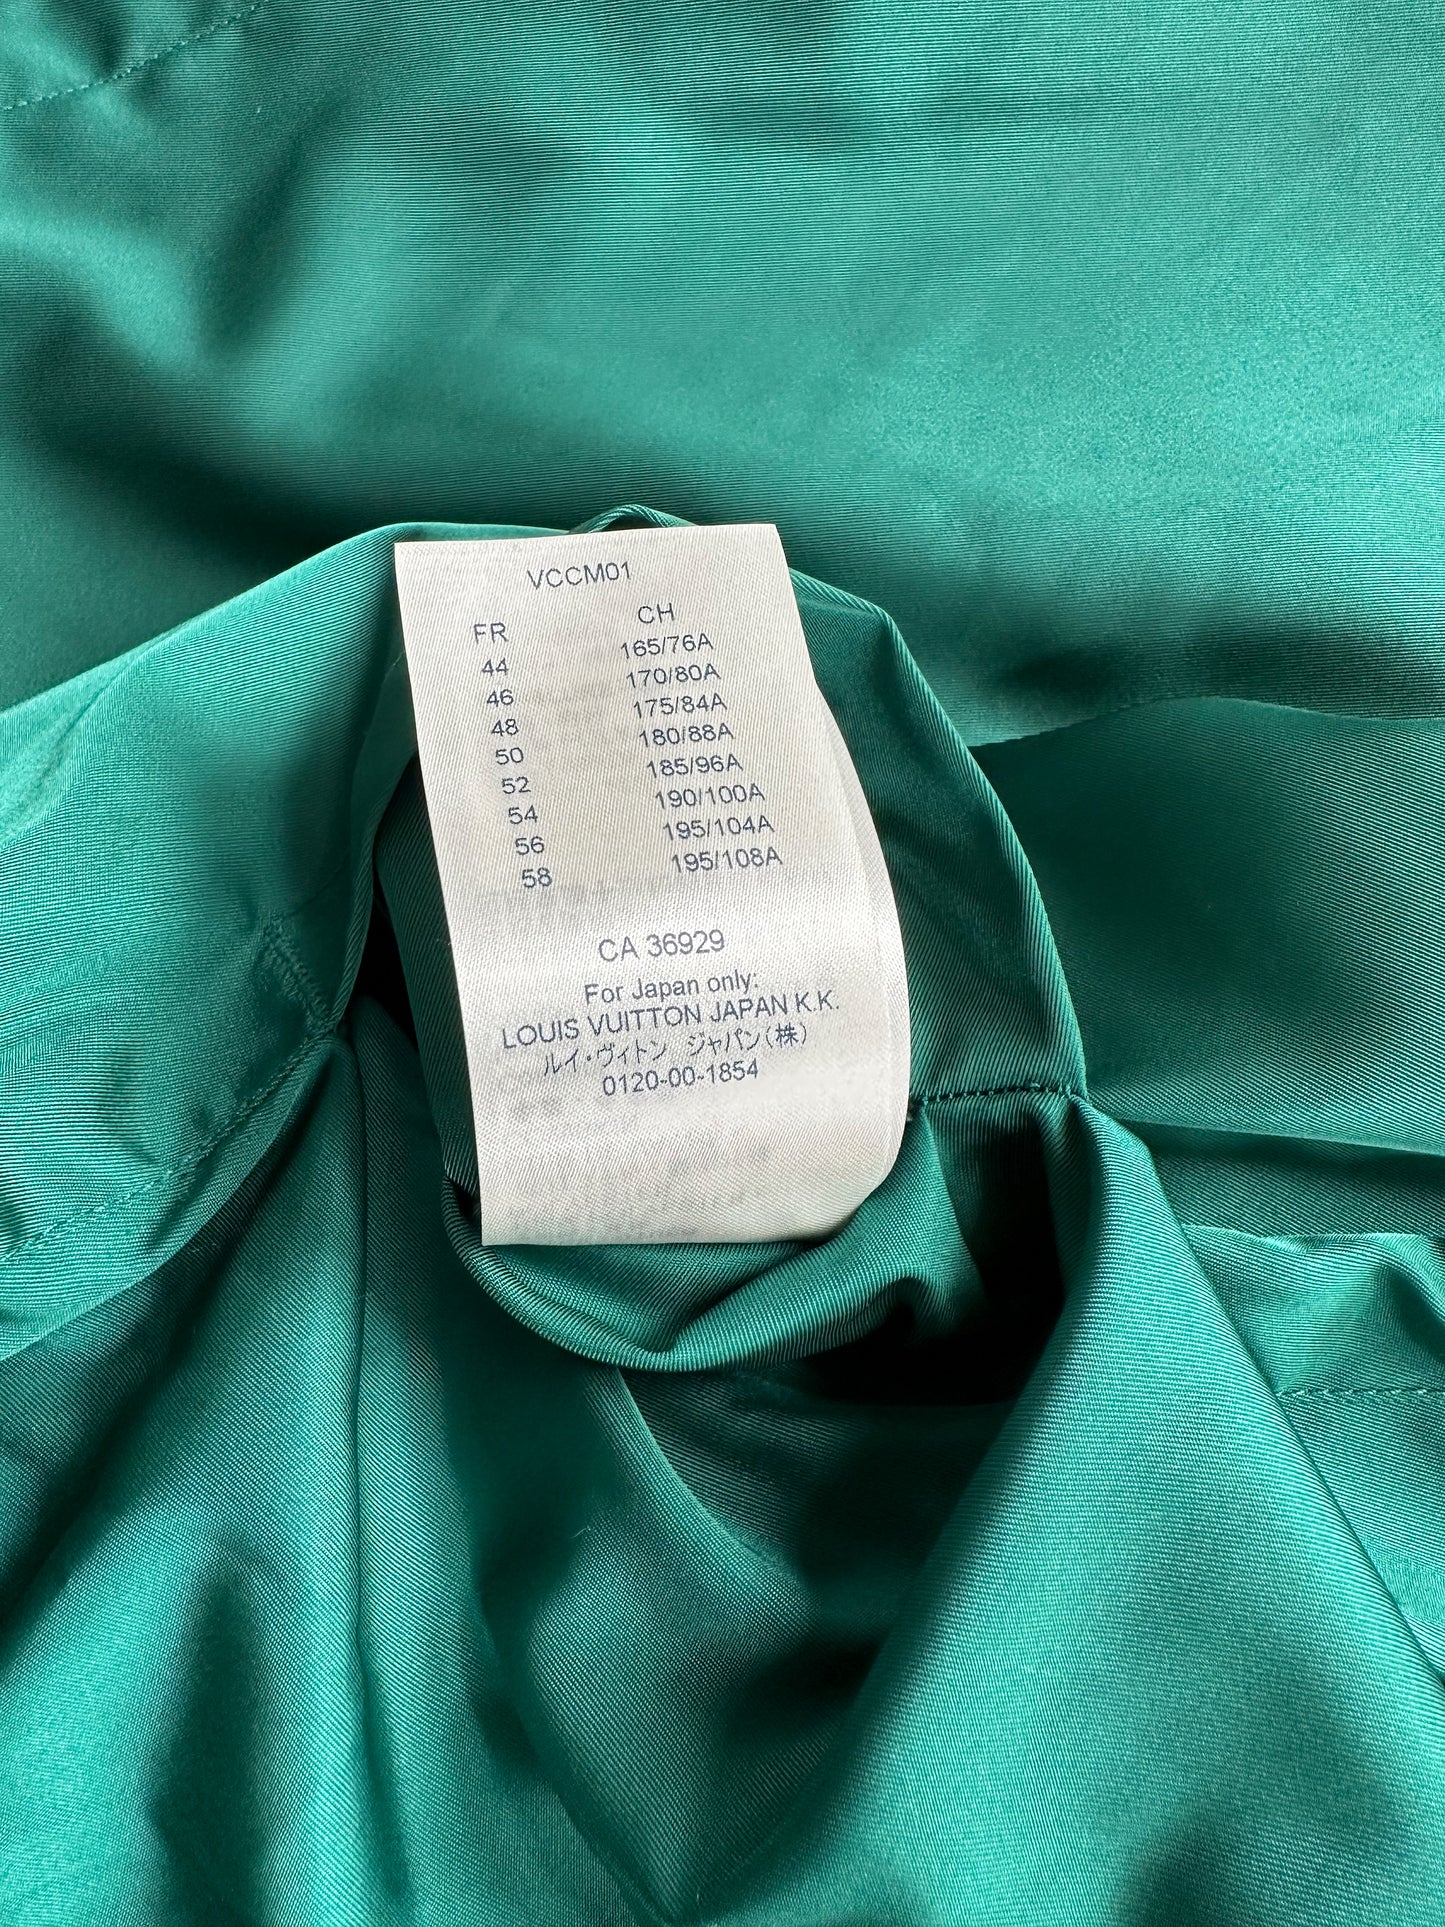 VCCM01
FR CH
44 165/76A
46 170/80A
48 175/84A
50 180/88A
52 185/96A
54 190/100A
56 195/104A
58 195/108A
CA 36929
For Japan only:
LOUIS VUITTON JAPAN K.K.
ルイ・ヴィトン ジャパン(株)
0120-00-1854